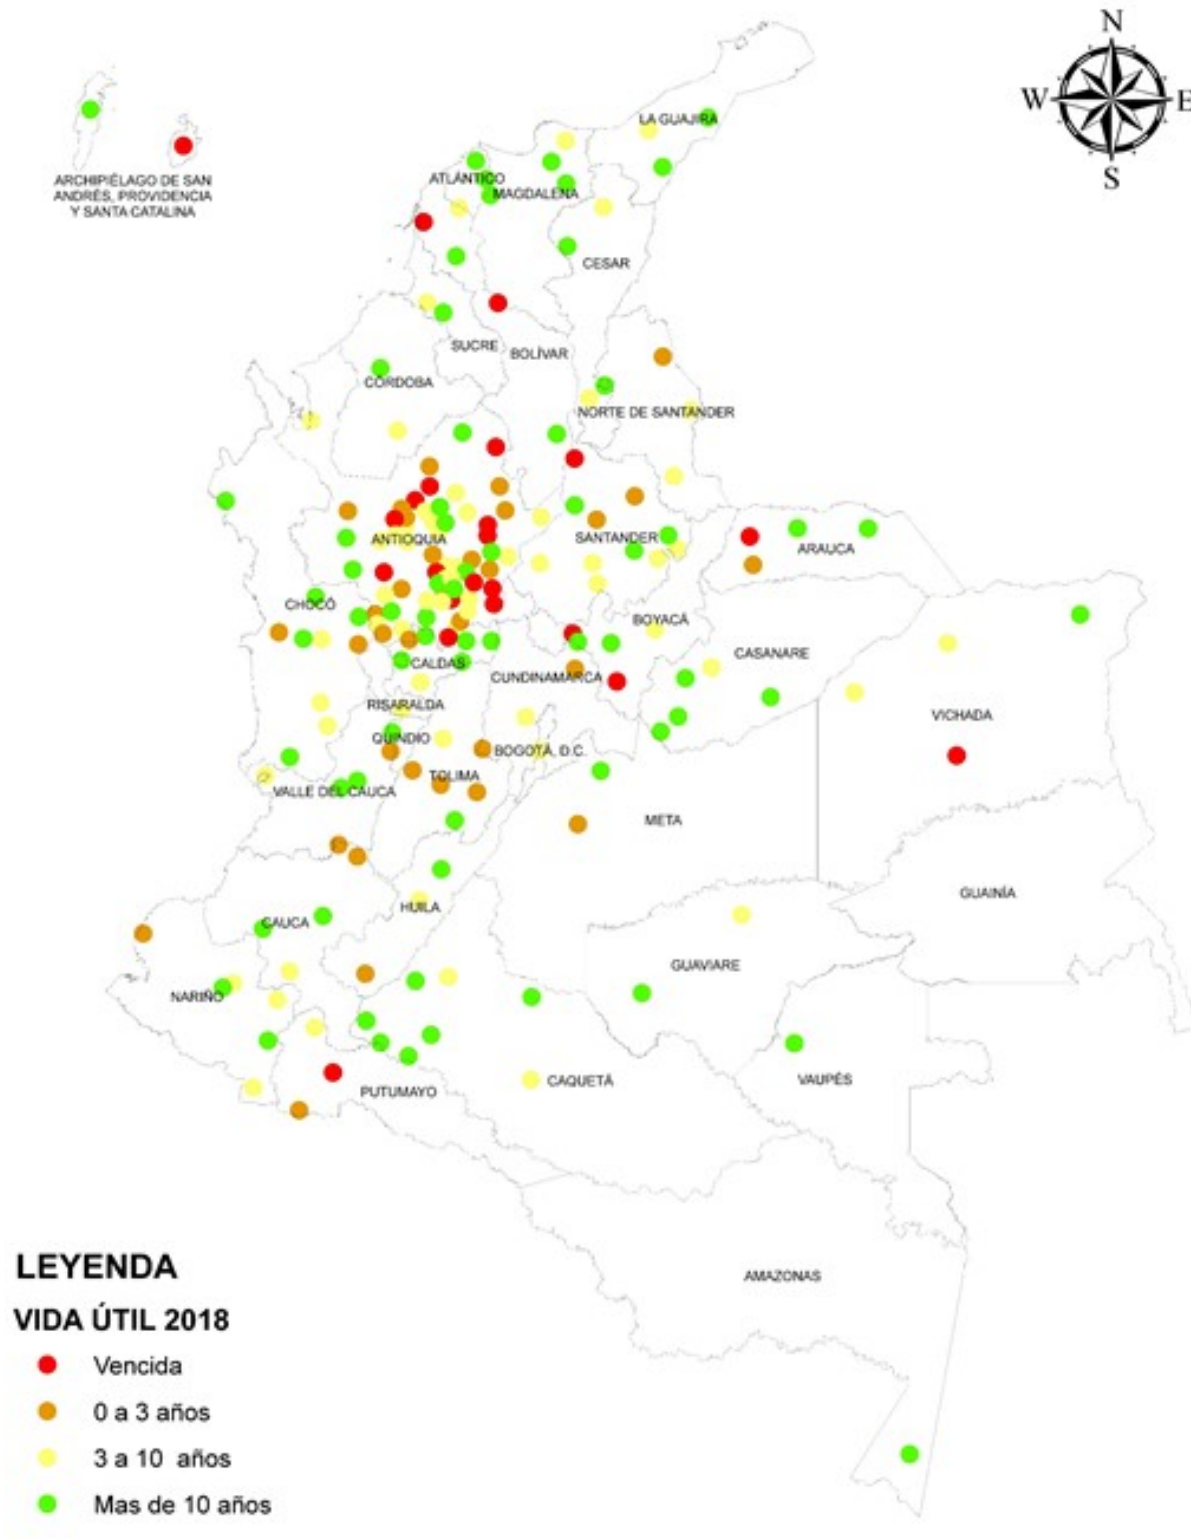 N
W
E
S
LA GUAJIRA
ARCHIPIÉLAGO DE SAN
ANDRÉS, PROVIDENCIA
Y SANTA CATALINA
ATLÁNTICO
MAGDALENA
CESAR
SUCRE
BOLÍVAR
CÓRDOBA
NORTE DE SANTANDER
ANTIOQUIA
SANTANDER
ARAUCA
CHOCÓ
BOYACÁ
CALDAS
CUNDINAMARCA
CASANARE
RISARALDA
VICHADA
QUINDIO
BOGOTÁ, D.C.
TOLIMA
VALLE DEL CAUCA
META
GUAINÍA
HUILA
CAUCA
GUAVIARE
NARIÑO
VAUPÉS
CAQUETÁ
PUTUMAYO
AMAZONAS
LEYENDA
VIDA ÚTIL 2018
Vencida
0 a 3 años
3 a 10 años
Mas de 10 años